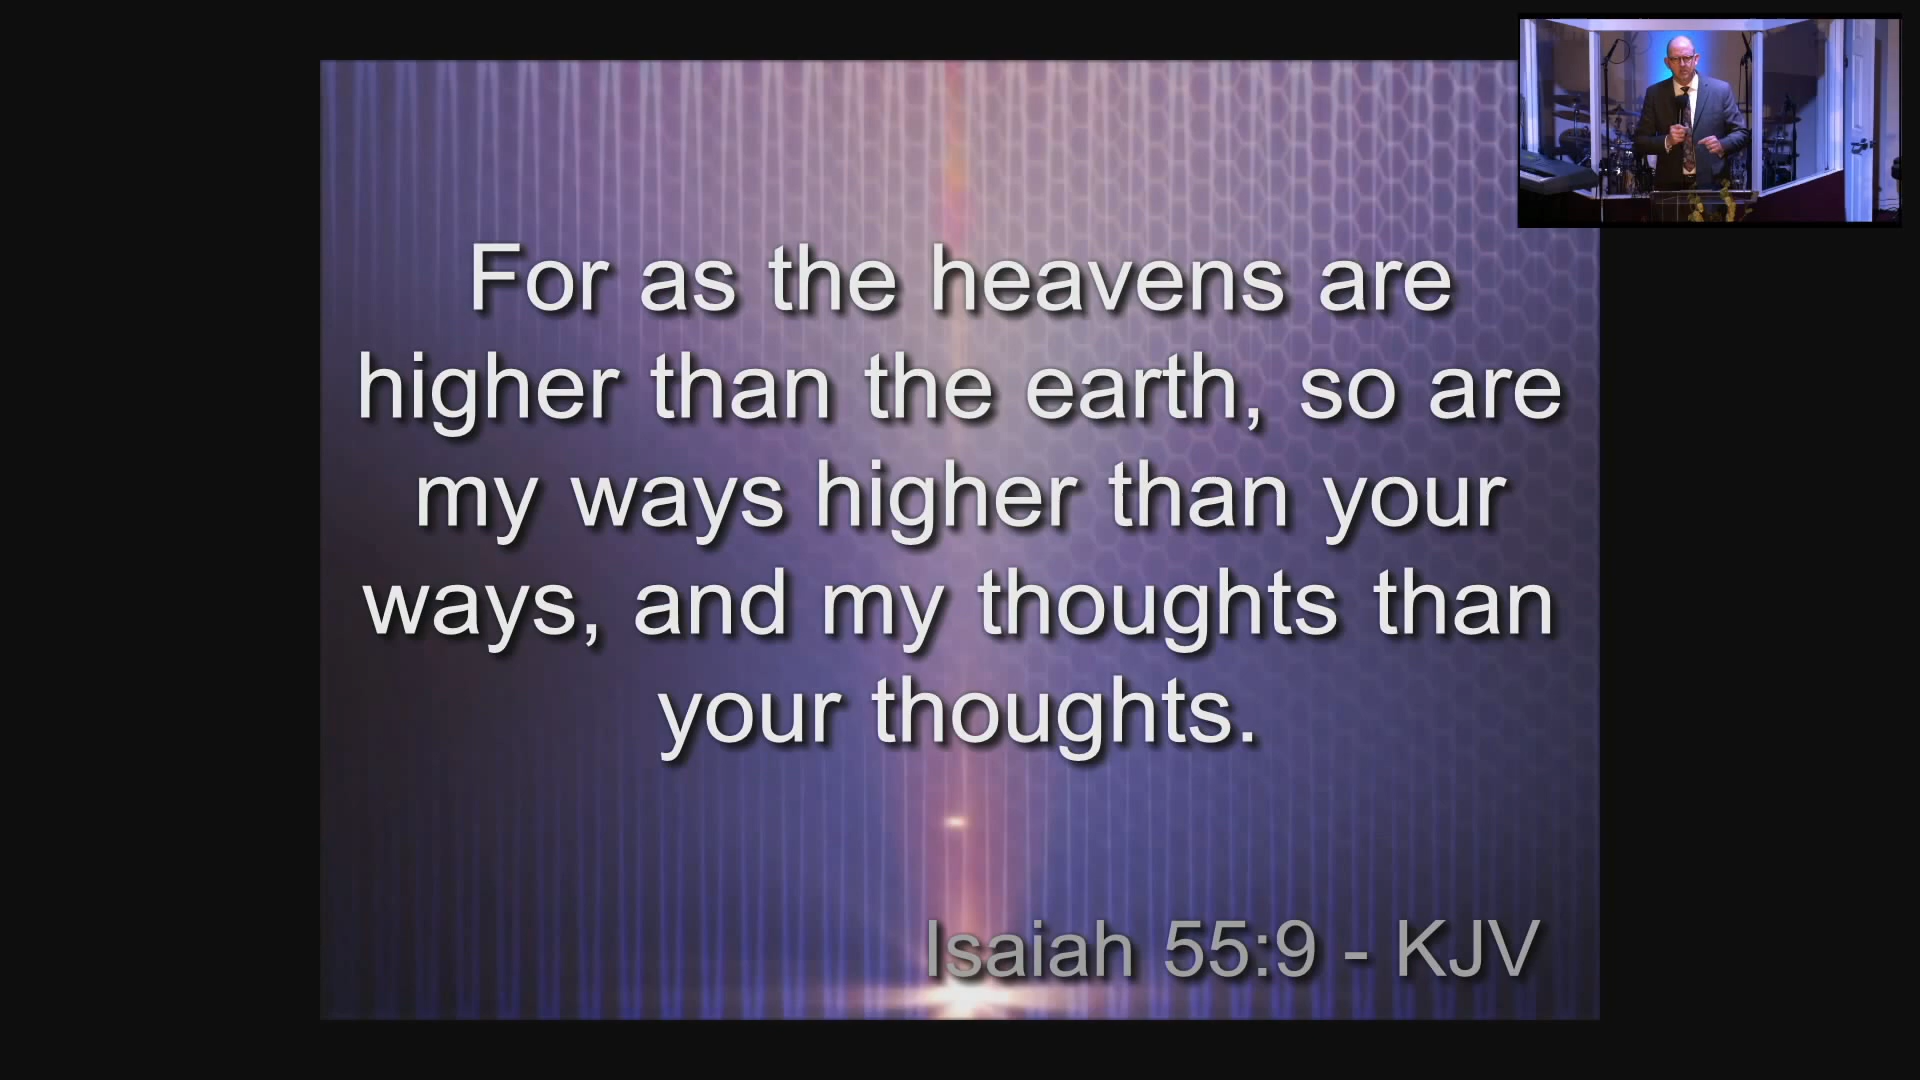 For as the heavens are
higher than the earth, so are
my ways higher than your
ways, and my thoughts than
your thoughts.
Isaiah 55:9 - KJV